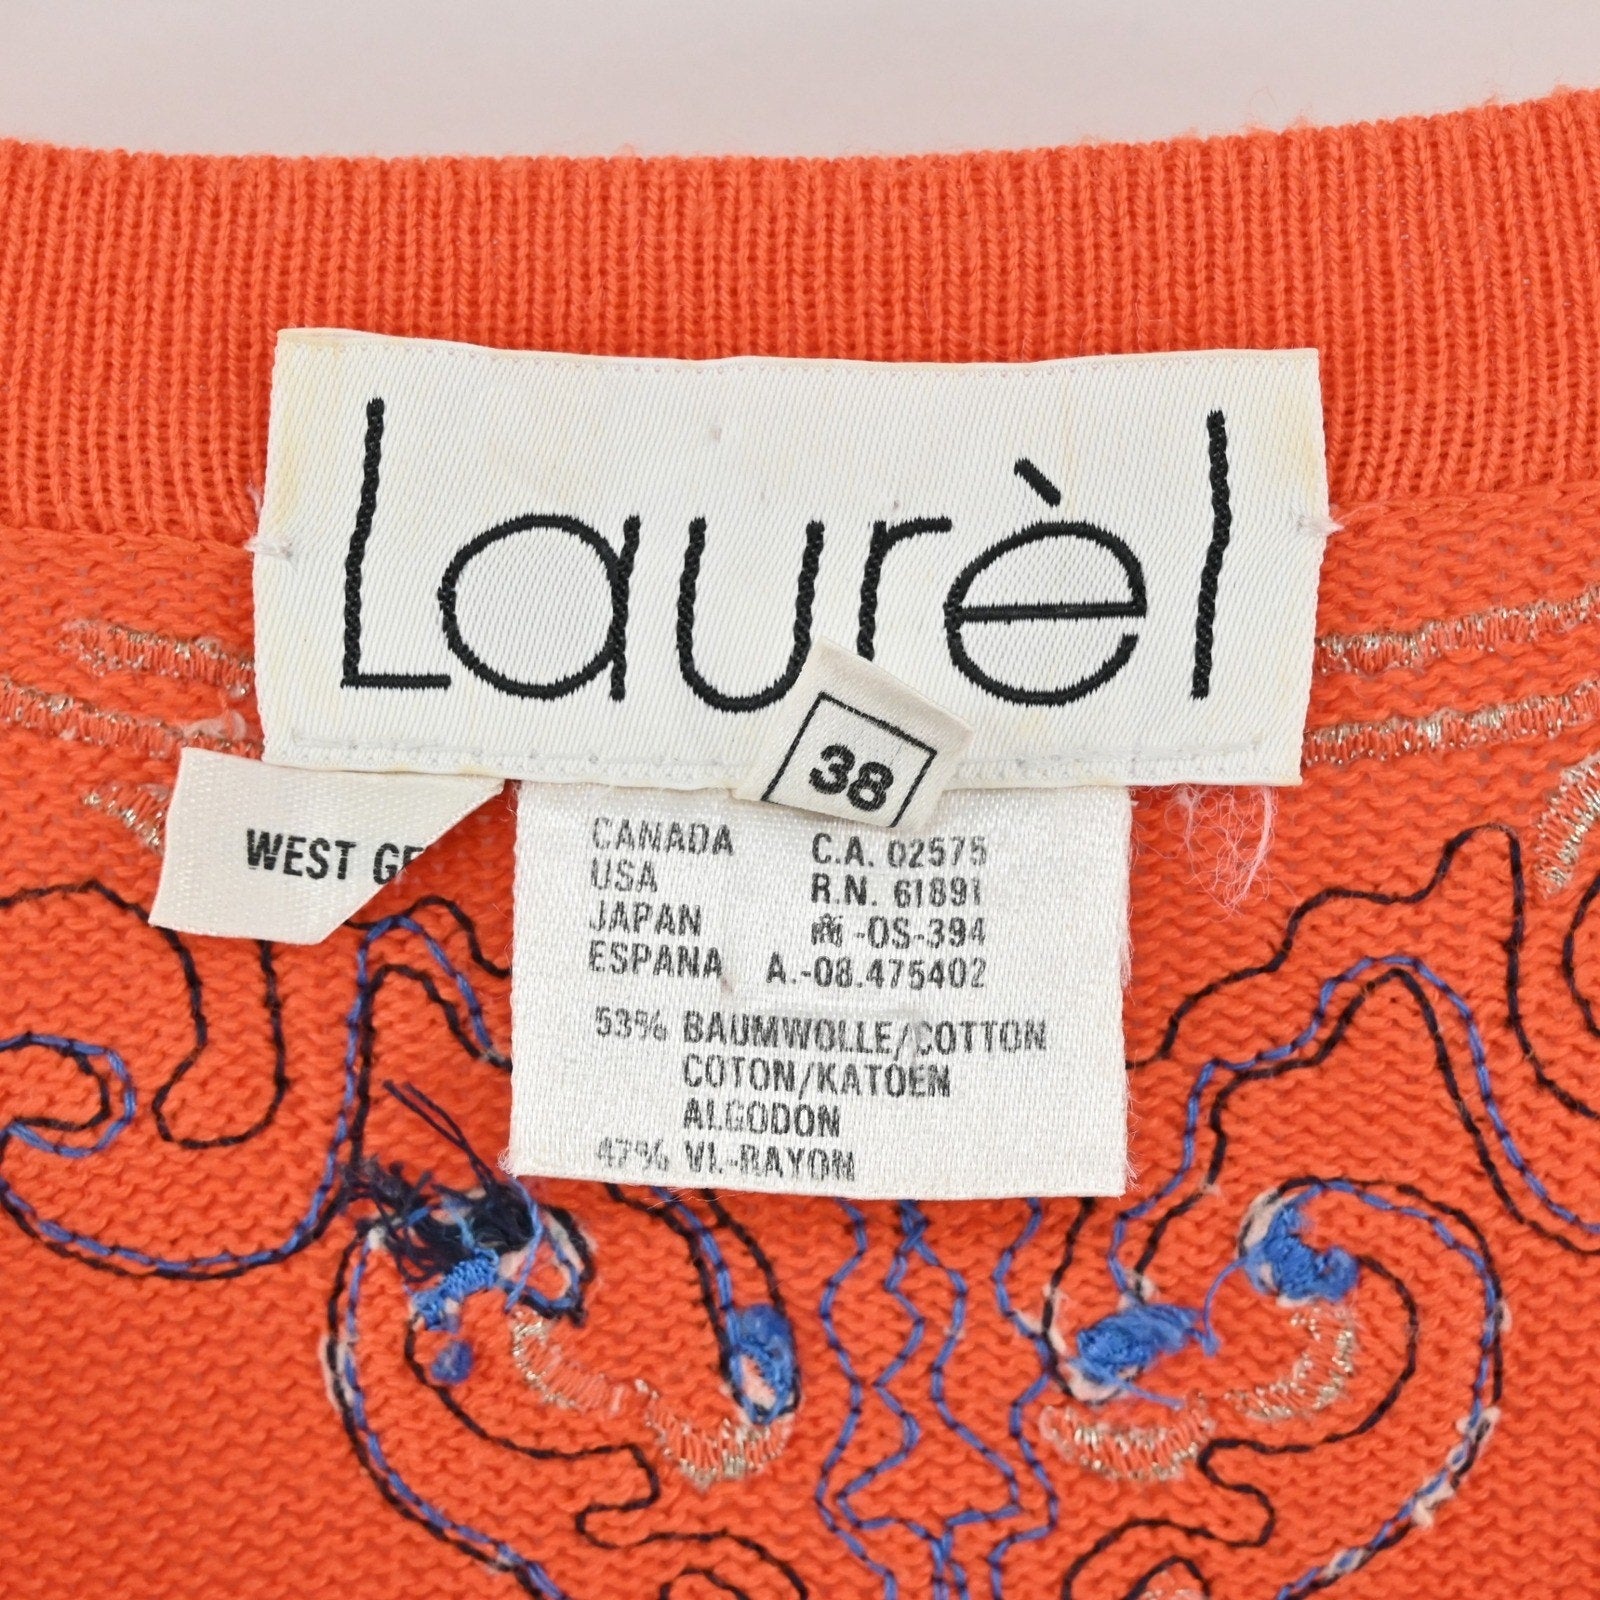 Laurèl
38
WEST GE
CANADA C.A. 02575
USA R.N. 61891
JAPAN -OS-394
ESPANA A.-08.475402
53% BAUMWOLLE/COTTON
COTON/KATOEN
ALGODON
47% VI.-RAYON